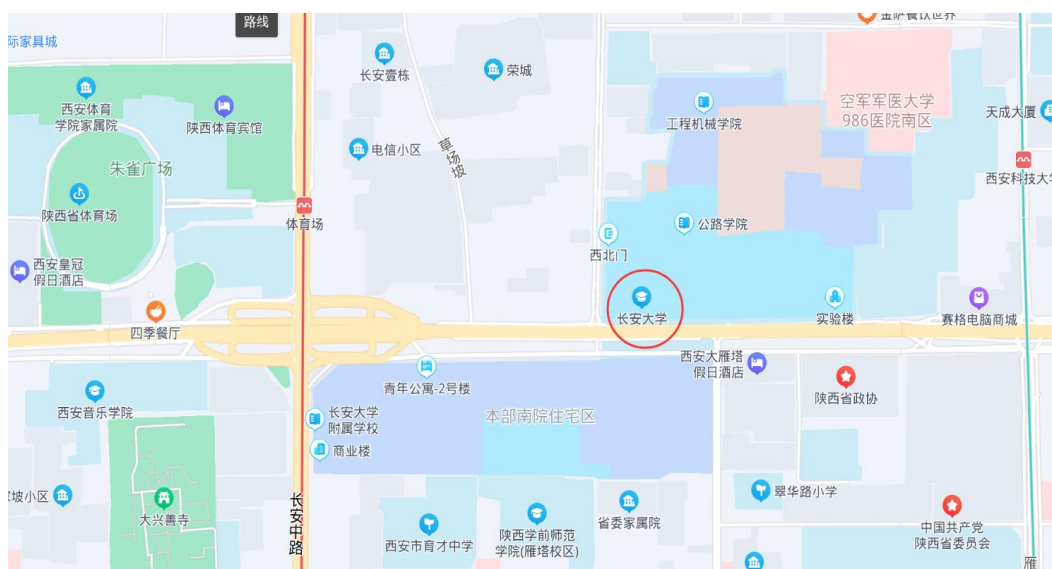 路线
际家具城
金萨餐饮世界
长安壹栋
荣城
西安体育
学院家属院
陕西体育宾馆
工程机械学院
空军军医大学
986医院南区
天成大厦
电信小区
草场坡
朱雀广场
西安科技大学
陕西省体育场
体育场
公路学院
西北门
西安皇冠
假日酒店
四季餐厅
长安大学
实验楼
赛格电脑商城
西安大雁塔
假日酒店
青年公寓-2号楼
陕西省政协
西安音乐学院
长安大学
附属学校
本部南院住宅区
商业楼
坡小区
大兴善寺
长安中路
翠华路小学
省委家属院
西安市育才中学
陕西学前师范
学院(雁塔校区)
中国共产党
陕西省委员会
雁